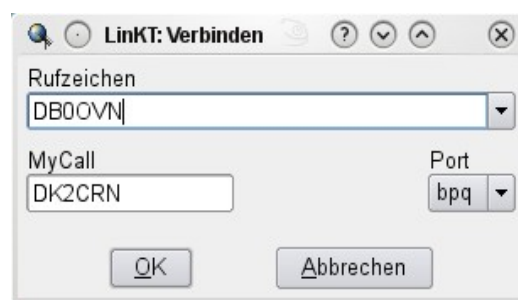 LinKT: Verbinden
Rufzeichen
DB0OVN
MyCall Port
DK2CRN bpq
OK Abbrechen